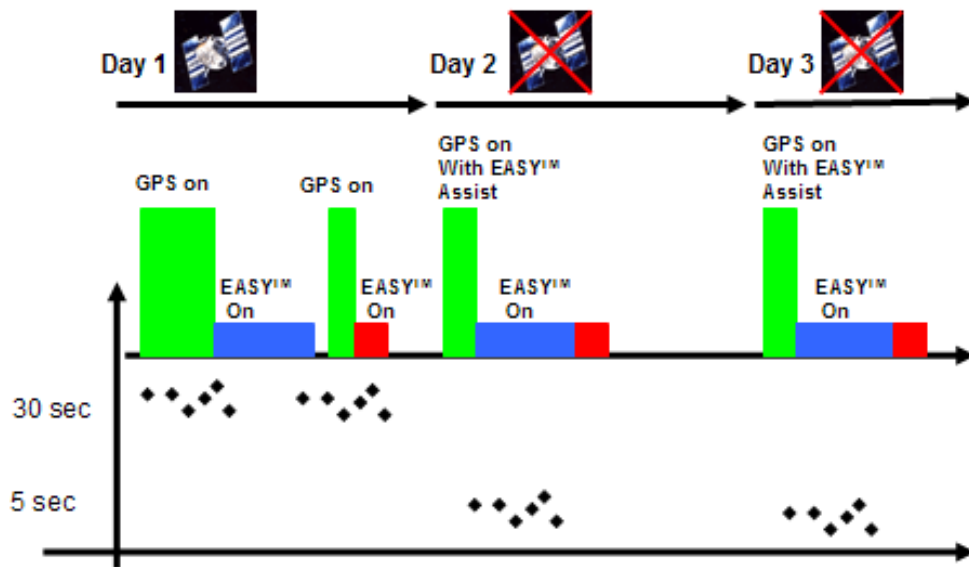 Day 1
Day 2
Day 3
GPS on
GPS on
GPS on
With EASY™
Assist
GPS on
With EASY™
Assist
EASY™
On
EASY™
On
EASY™
On
EASY™
On
30 sec
5 sec